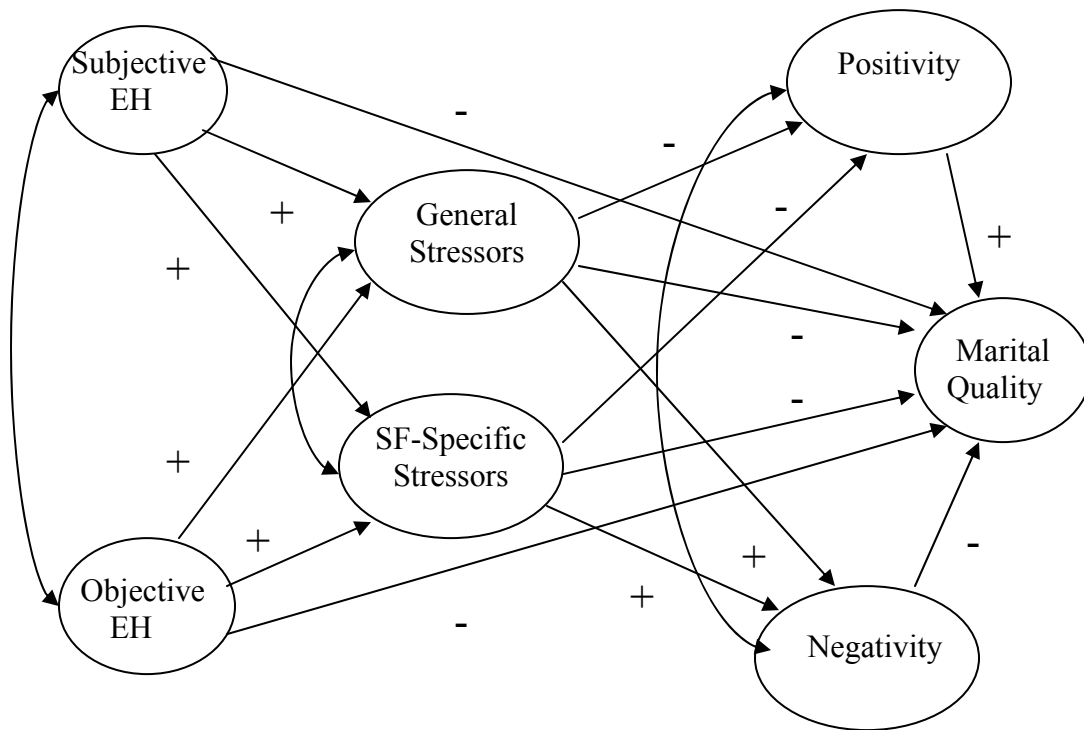 Subjective
EH
Positivity
-
-
+
General
Stressors
-
+
+
-
Marital
Quality
-
SF-Specific
Stressors
+
+
+
+
-
Objective
EH
-
Negativity